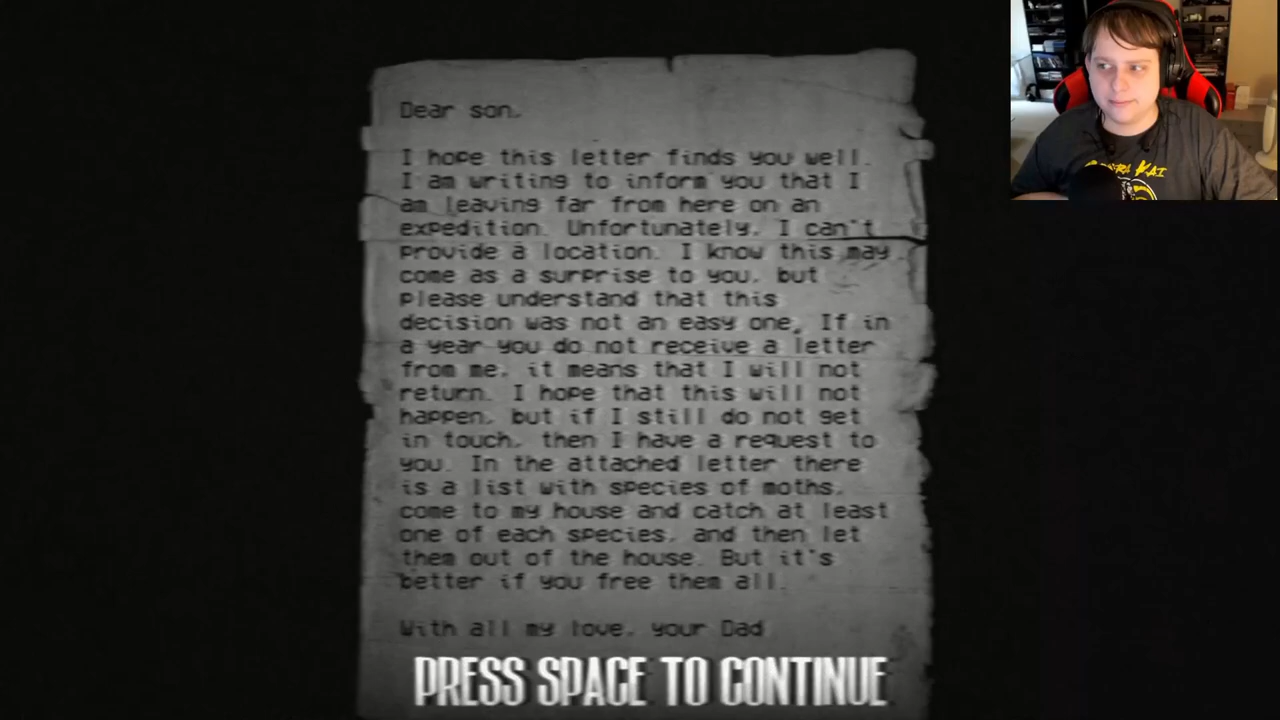 Dear son,
I hope this letter finds you well.
I am writing to inform you that I
am leaving far from here on an
expedition. Unfortunately, I can't
provide a location. I know this may
come as a surprise to you, but
please understand that this
decision was not an easy one. If in
a year you do not receive a letter
from me, it means that I will not
return. I hope that this will not
happen, but if I still do not get
in touch, then I have a request to
you. In the attached letter there
is a list with species of moths,
come to my house and catch at least
one of each species, and then let
them out of the house. But it's
better if you free them all.
With all my love, your Dad
PRESS SPACE TO CONTINUE